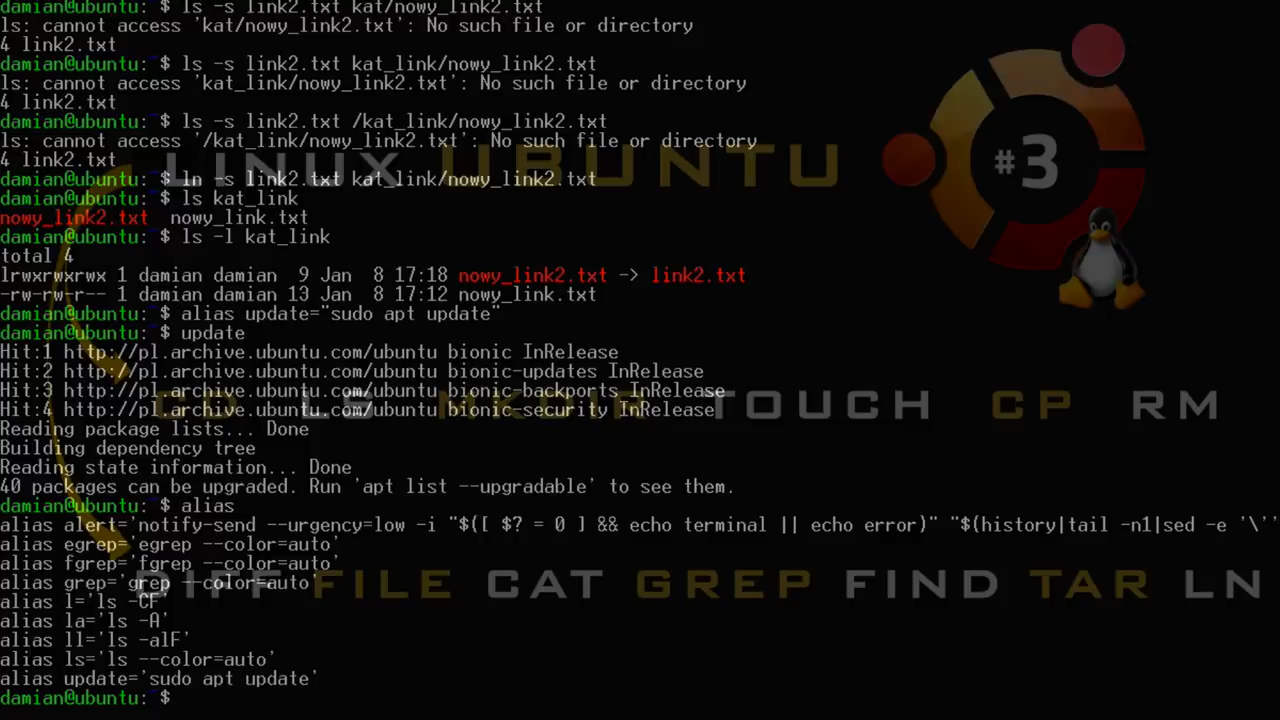 damian@ubuntu:~$ ls -s link2.txt kat/nowy_link2.txt
ls: cannot access 'kat/nowy_link2.txt': No such file or directory
4 link2.txt
damian@ubuntu:~$ ls -s link2.txt kat_link/nowy_link2.txt
ls: cannot access 'kat_link/nowy_link2.txt': No such file or directory
4 link2.txt
damian@ubuntu:~$ ls -s link2.txt /kat_link/nowy_link2.txt
ls: cannot access '/kat_link/nowy_link2.txt': No such file or directory
4 link2.txt
LINUX UBUNTU
#3
damian@ubuntu:~$ ln -s link2.txt kat_link/nowy_link2.txt
damian@ubuntu:~$ ls kat_link
nowy_link2.txt  nowy_link.txt
damian@ubuntu:~$ ls -l kat_link
total 4
lrwxrwxrwx 1 damian damian  9 Jan  8 17:18 nowy_link2.txt -> link2.txt
-rw-rw-r-- 1 damian damian 13 Jan  8 17:12 nowy_link.txt
damian@ubuntu:~$ alias update="sudo apt update"
damian@ubuntu:~$ update
Hit:1 http://pl.archive.ubuntu.com/ubuntu bionic InRelease
Hit:2 http://pl.archive.ubuntu.com/ubuntu bionic-updates InRelease
Hit:3 http://pl.archive.ubuntu.com/ubuntu bionic-backports InRelease
Hit:4 http://pl.archive.ubuntu.com/ubuntu bionic-security InRelease
CD LS MKDIR TOUCH CP RM
Reading package lists... Done
Building dependency tree
Reading state information... Done
40 packages can be upgraded. Run 'apt list --upgradable' to see them.
damian@ubuntu:~$ alias
alias alert='notify-send --urgency=low -i "$([ $? = 0 ] && echo terminal || echo error)" "$(history|tail -n1|sed -e '\''
alias egrep='egrep --color=auto'
alias fgrep='fgrep --color=auto'
alias grep='grep --color=auto'
DIFF FILE CAT GREP FIND TAR LN
alias l='ls -CF'
alias la='ls -A'
alias ll='ls -alF'
alias ls='ls --color=auto'
alias update='sudo apt update'
damian@ubuntu:~$